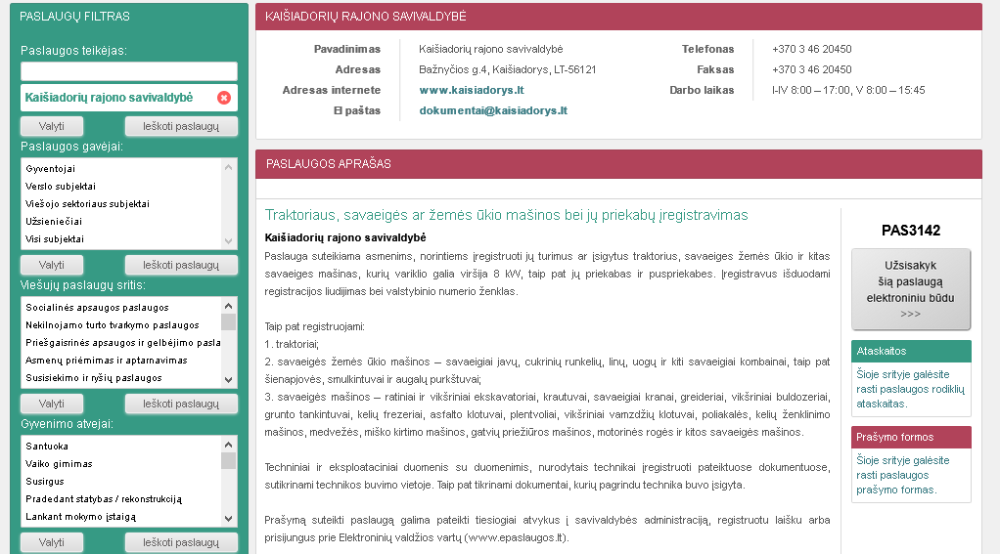 PASLAUGŲ FILTRAS
Paslaugos teikėjas:
Kaišiadorių rajono savivaldybė
Valyti
Ieškoti paslaugų
Paslaugos gavėjai:
Gyventojai
Verslo subjektai
Viešojo sektoriaus subjektai
Užsieniečiai
Visi subjektai
Valyti
Ieškoti paslaugų
Viešųjų paslaugų sritis:
Socialinės apsaugos paslaugos
Nekilnojamo turto tvarkymo paslaugos
Priešgaisrinės apsaugos ir gelbėjimo pasla
Asmenų priėmimas ir aptarnavimas
Susisiekimo ir ryšių paslaugos
Valyti
Ieškoti paslaugų
Gyvenimo atvejai:
Santuoka
Vaiko gimimas
Susirgus
Pradedant statybas / rekonstrukciją
Lankant mokymo įstaigą
Valyti
Ieškoti paslaugų
KAIŠIADORIŲ RAJONO SAVIVALDYBĖ
Pavadinimas Kaišiadorių rajono savivaldybė
Adresas Bažnyčios g.4, Kaišiadorys, LT-56121
Adresas internete www.kaisiadorys.lt
El paštas dokumentai@kaisiadorys.lt
Telefonas +370 3 46 20450
Faksas +370 3 46 20450
Darbo laikas I-IV 8:00 – 17:00, V 8:00 – 15:45
PASLAUGOS APRAŠAS
Traktoriaus, savaeigės ar žemės ūkio mašinos bei jų priekabų įregistravimas
Kaišiadorių rajono savivaldybė
Paslauga suteikiama asmenims, norintiems įregistruoti jų turimus ar įsigytus traktorius, savaeiges žemės ūkio ir kitas
savaeiges mašinas, kurių variklio galia viršija 8 kW, taip pat jų priekabas ir puspriekabes. Įregistravus išduodami
registracijos liudijimas bei valstybinio numerio ženklas.
Taip pat registruojami:
1. traktoriai;
2. savaeigės žemės ūkio mašinos – savaeigiai javų, cukrinių runkelių, linų, uogų ir kiti savaeigiai kombainai, taip pat
šienapjovės, smulkintuvai ir augalų purkštuvai;
3. savaeigės mašinos – ratiniai ir vikšriniai ekskavatoriai, krautuvai, savaeigiai kranai, greideriai, vikšriniai buldozeriai,
grunto tankintuvai, kelių frezeriai, asfalto klotuvai, plentvoliai, vikšriniai vamzdžių klotuvai, poliakalės, kelių ženklinimo
mašinos, medvežės, miško kirtimo mašinos, gatvių priežiūros mašinos, motorinės rogės ir kitos savaeigės mašinos.
Techniniai ir eksploataciniai duomenis su duomenimis, nurodytais technikai įregistruoti pateiktuose dokumentuose,
sutikrinami technikos buvimo vietoje. Taip pat tikrinami dokumentai, kurių pagrindu technika buvo įsigyta.
Prašymą suteikti paslaugą galima pateikti tiesiogiai atvykus į savivaldybės administraciją, registruotu laišku arba
prisijungus prie Elektroninių valdžios vartų (www.epaslaugos.lt).
PAS3142
Užsisakyk
šią paslaugą
elektroniniu būdu
>>>
Ataskaitos
Šioje srityje galėsite
rasti paslaugos rodiklių
ataskaitas.
Prašymo formos
Šioje srityje galėsite
rasti paslaugos
prašymo formas.